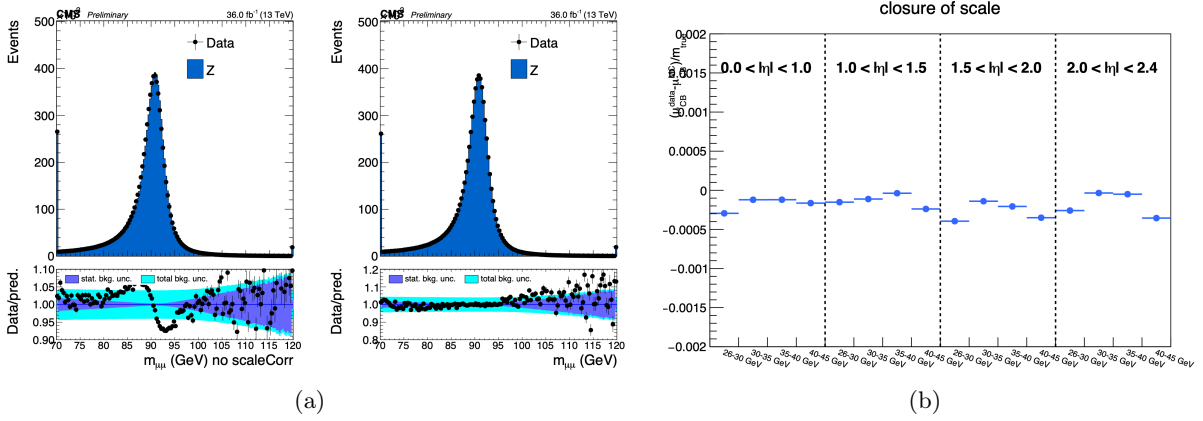 closure of scale
CMS Preliminary 36.0 fb⁻¹ (13 TeV)
Events
500
400
300
200
100
0
Data
Z
Data/pred.
1.10
1.05
1.00
0.95
0.90
stat. bkg. unc.
total bkg. unc.
70 75 80 85 90 95 100 105 110 115 120
mμμ (GeV) no scaleCorr
CMS Preliminary 36.0 fb⁻¹ (13 TeV)
Events
500
400
300
200
100
0
Data
Z
Data/pred.
1.2
1.1
1.0
0.9
0.8
stat. bkg. unc.
total bkg. unc.
70 75 80 85 90 95 100 105 110 115 120
mμμ (GeV)
(a)
0.002
0.0015
0.001
0.0005
0
−0.0005
−0.001
−0.0015
−0.002
0.0 < |η| < 1.0
1.0 < |η| < 1.5
1.5 < |η| < 2.0
2.0 < |η| < 2.4
26-30 GeV
30-35 GeV
35-40 GeV
40-45 GeV
26-30 GeV
30-35 GeV
35-40 GeV
40-45 GeV
26-30 GeV
30-35 GeV
35-40 GeV
40-45 GeV
26-30 GeV
30-35 GeV
35-40 GeV
40-45 GeV
(b)